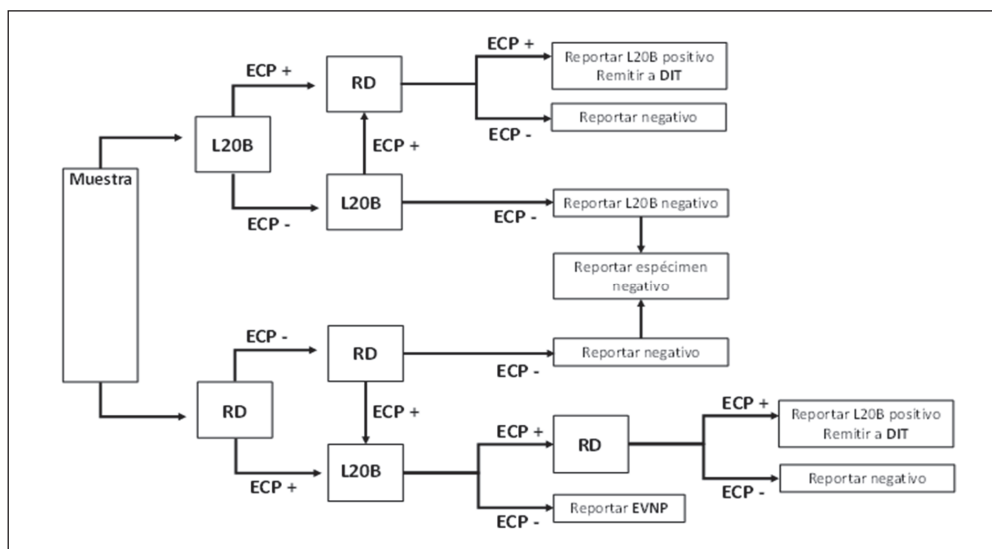 ECP +
Reportar L20B positivo
Remitir a DIT
ECP +
RD
Reportar negativo
ECP -
L20B
ECP +
Muestra
L20B
ECP -
Reportar L20B negativo
ECP -
Reportar espécimen
negativo
ECP -
RD
Reportar negativo
ECP -
RD
ECP +
ECP +
L20B
ECP +
RD
ECP +
Reportar L20B positivo
Remitir a DIT
Reportar negativo
ECP -
Reportar EVNP
ECP -